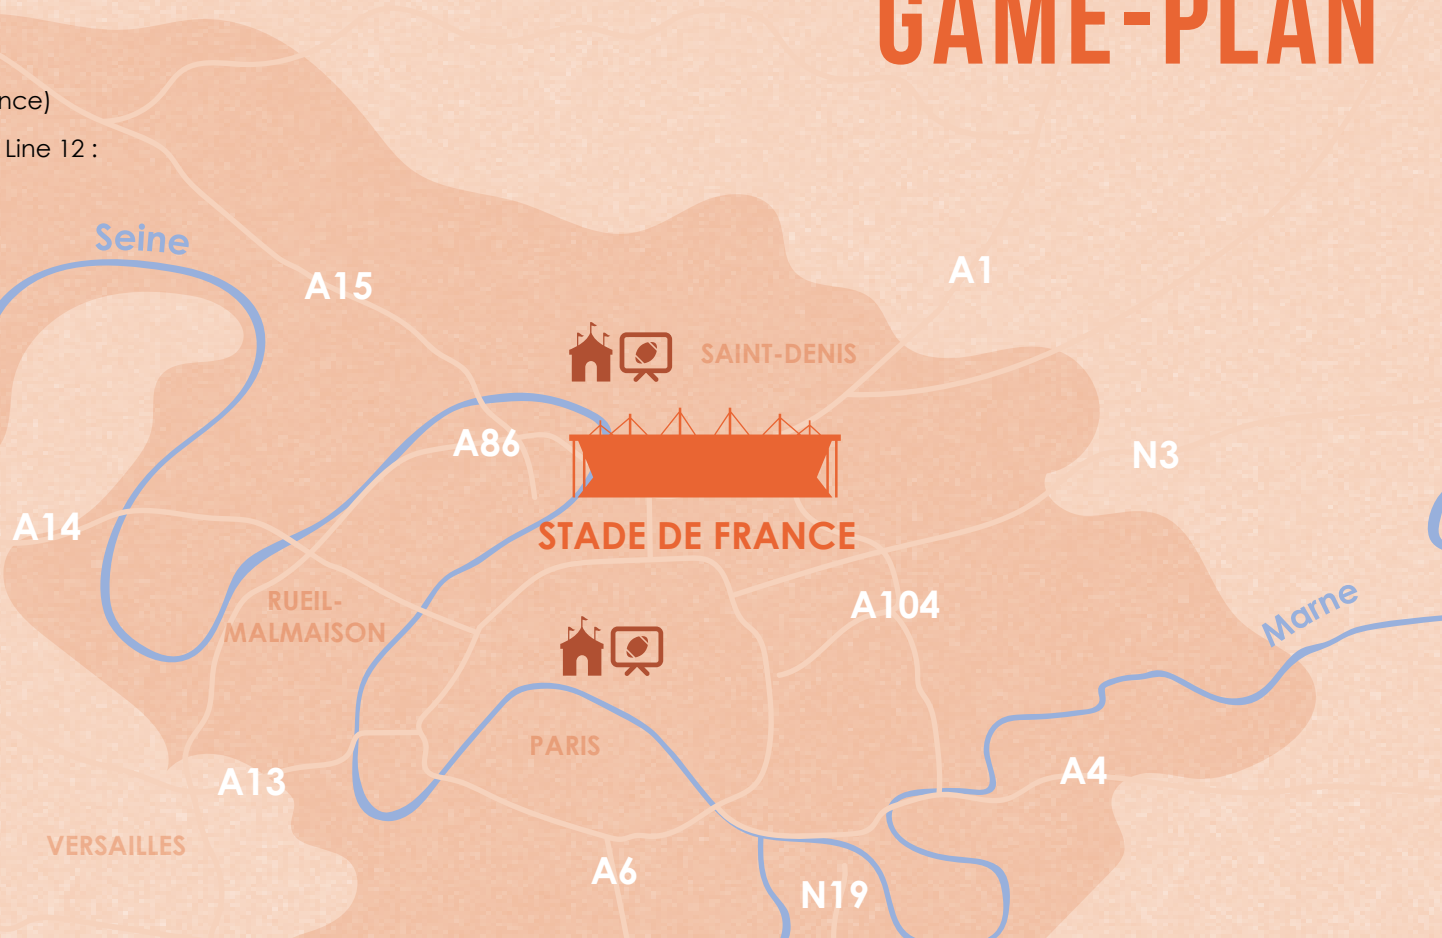 GAME-PLAN
nce)
Line 12 :
Seine
A15
A1
SAINT-DENIS
A86
N3
A14
STADE DE FRANCE
RUEIL-
MALMAISON
A104
Marne
PARIS
A13
A4
VERSAILLES
A6
N19